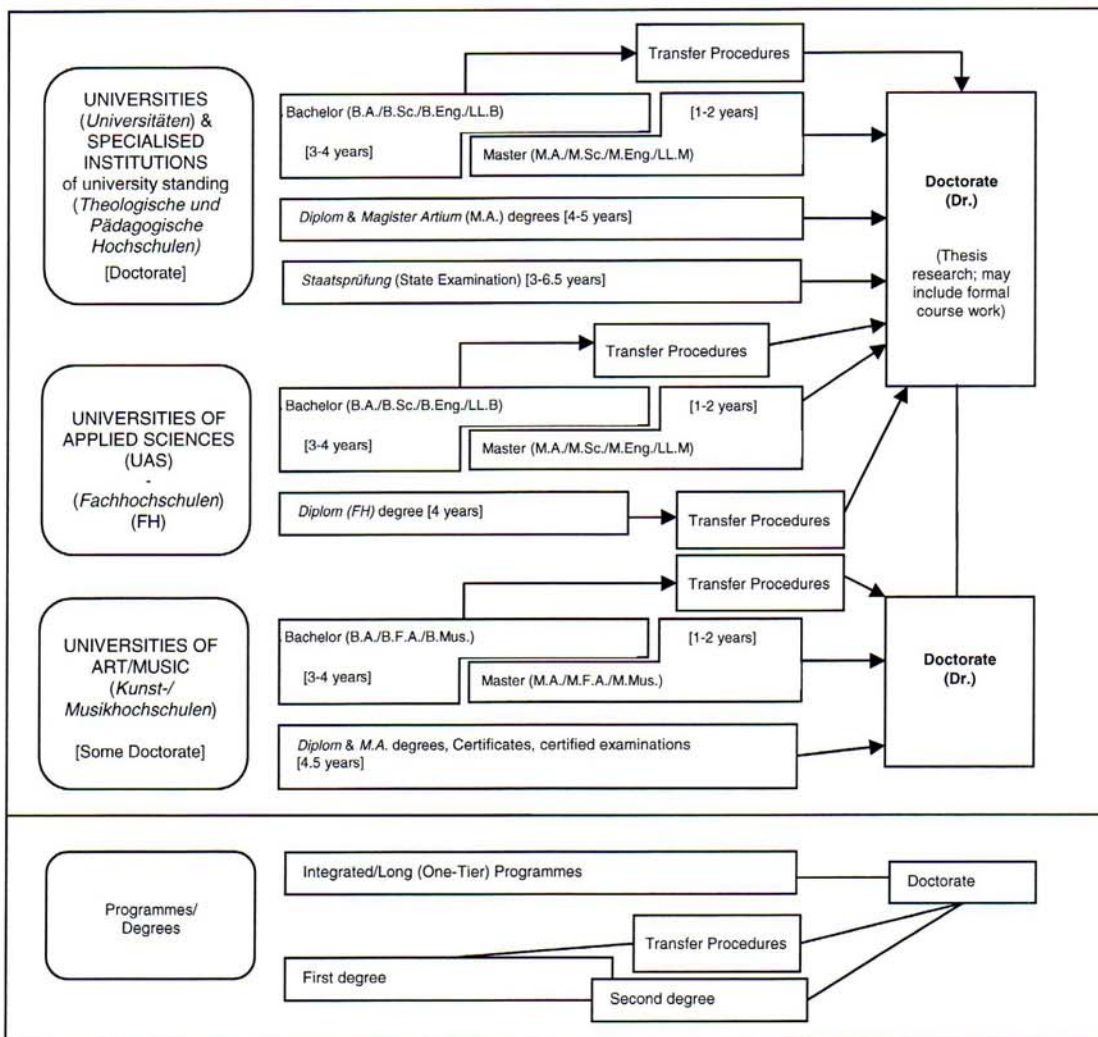 Transfer Procedures
UNIVERSITIES
(Universitäten) &
SPECIALISED
INSTITUTIONS
of university standing
(Theologische und
Pädagogische
Hochschulen)
[Doctorate]
Bachelor (B.A./B.Sc./B.Eng./LL.B)
[3-4 years]
[1-2 years]
Master (M.A./M.Sc./M.Eng./LL.M)
Diplom & Magister Artium (M.A.) degrees [4-5 years]
Staatsprüfung (State Examination) [3-6.5 years]
Doctorate
(Dr.)
(Thesis
research; may
include formal
course work)
Transfer Procedures
UNIVERSITIES OF
APPLIED SCIENCES
(UAS)
-
(Fachhochschulen)
(FH)
Bachelor (B.A./B.Sc./B.Eng./LL.B)
[3-4 years]
[1-2 years]
Master (M.A./M.Sc./M.Eng./LL.M)
Diplom (FH) degree [4 years]
Transfer Procedures
Transfer Procedures
UNIVERSITIES OF
ART/MUSIC
(Kunst-/
Musikhochschulen)
[Some Doctorate]
Bachelor (B.A./B.F.A./B.Mus.)
[3-4 years]
[1-2 years]
Master (M.A./M.F.A./M.Mus.)
Diplom & M.A. degrees, Certificates, certified examinations
[4.5 years]
Doctorate
(Dr.)
Programmes/
Degrees
Integrated/Long (One-Tier) Programmes
Doctorate
Transfer Procedures
First degree
Second degree